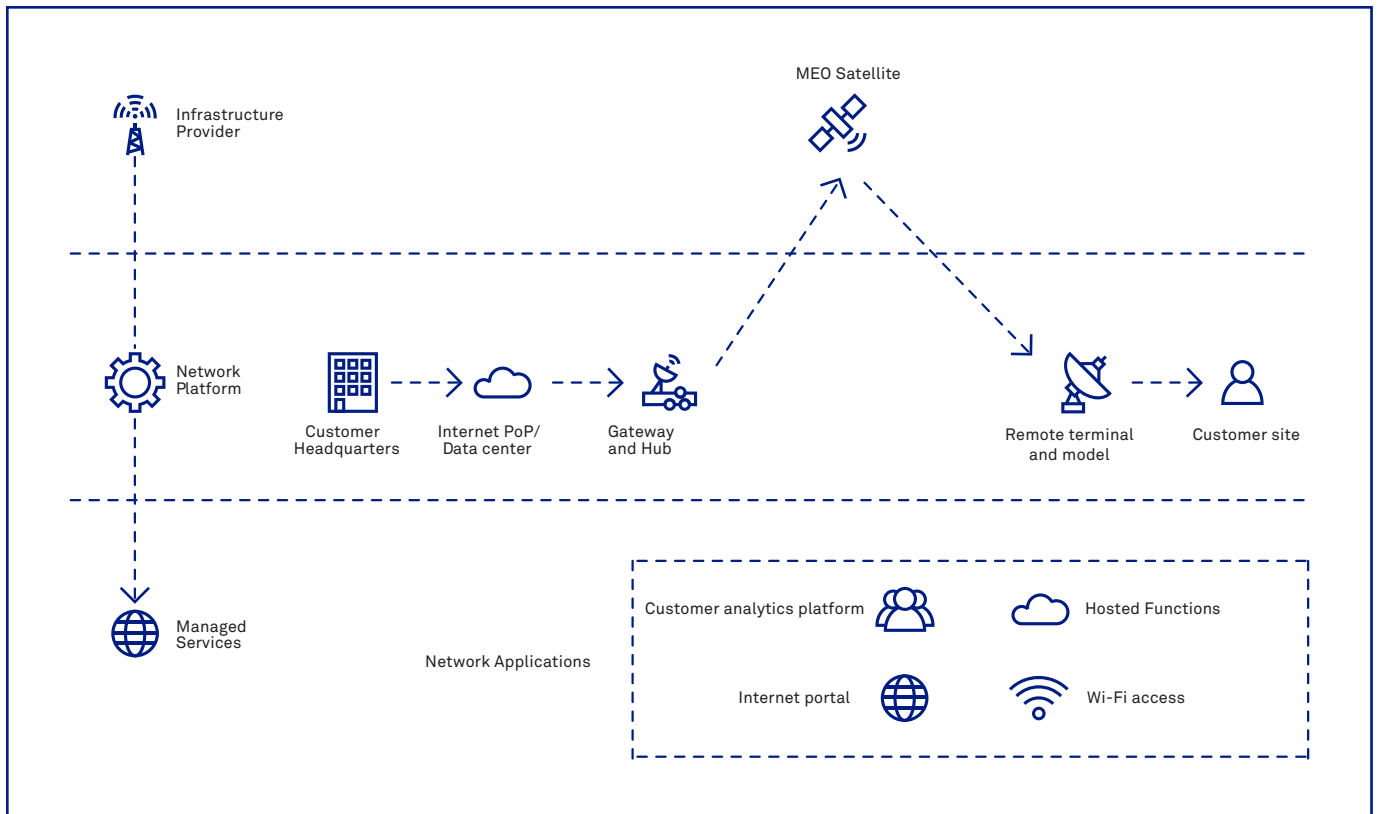 MEO Satellite
Infrastructure
Provider
Network
Platform
Customer
Headquarters
Internet PoP/
Data center
Gateway
and Hub
Remote terminal
and model
Customer site
Managed
Services
Network Applications
Customer analytics platform
Hosted Functions
Internet portal
Wi-Fi access